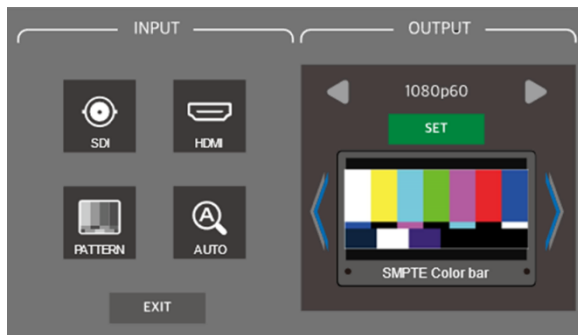 INPUT
OUTPUT
SDI
HDMI
PATTERN
A
AUTO
EXIT
1080p60
SET
SMPTE Color bar